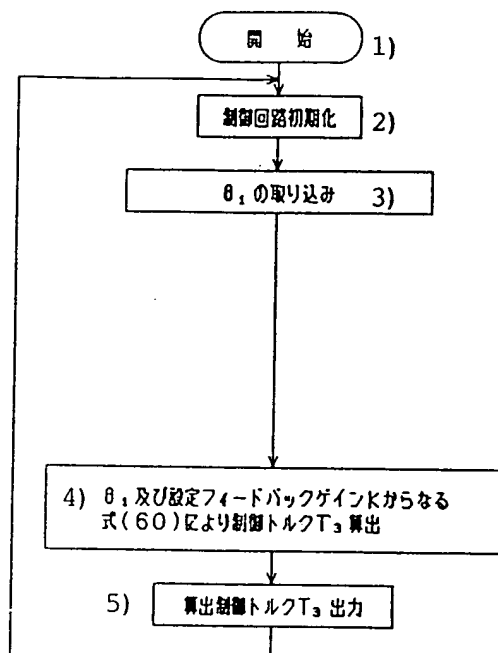 開 始 1)
制御回路初期化 2)
θ₁の取り込み 3)
4) θ₁及び設定フィードバックゲインKからなる
式(60)により制御トルクT₃算出
5) 算出制御トルクT₃出力